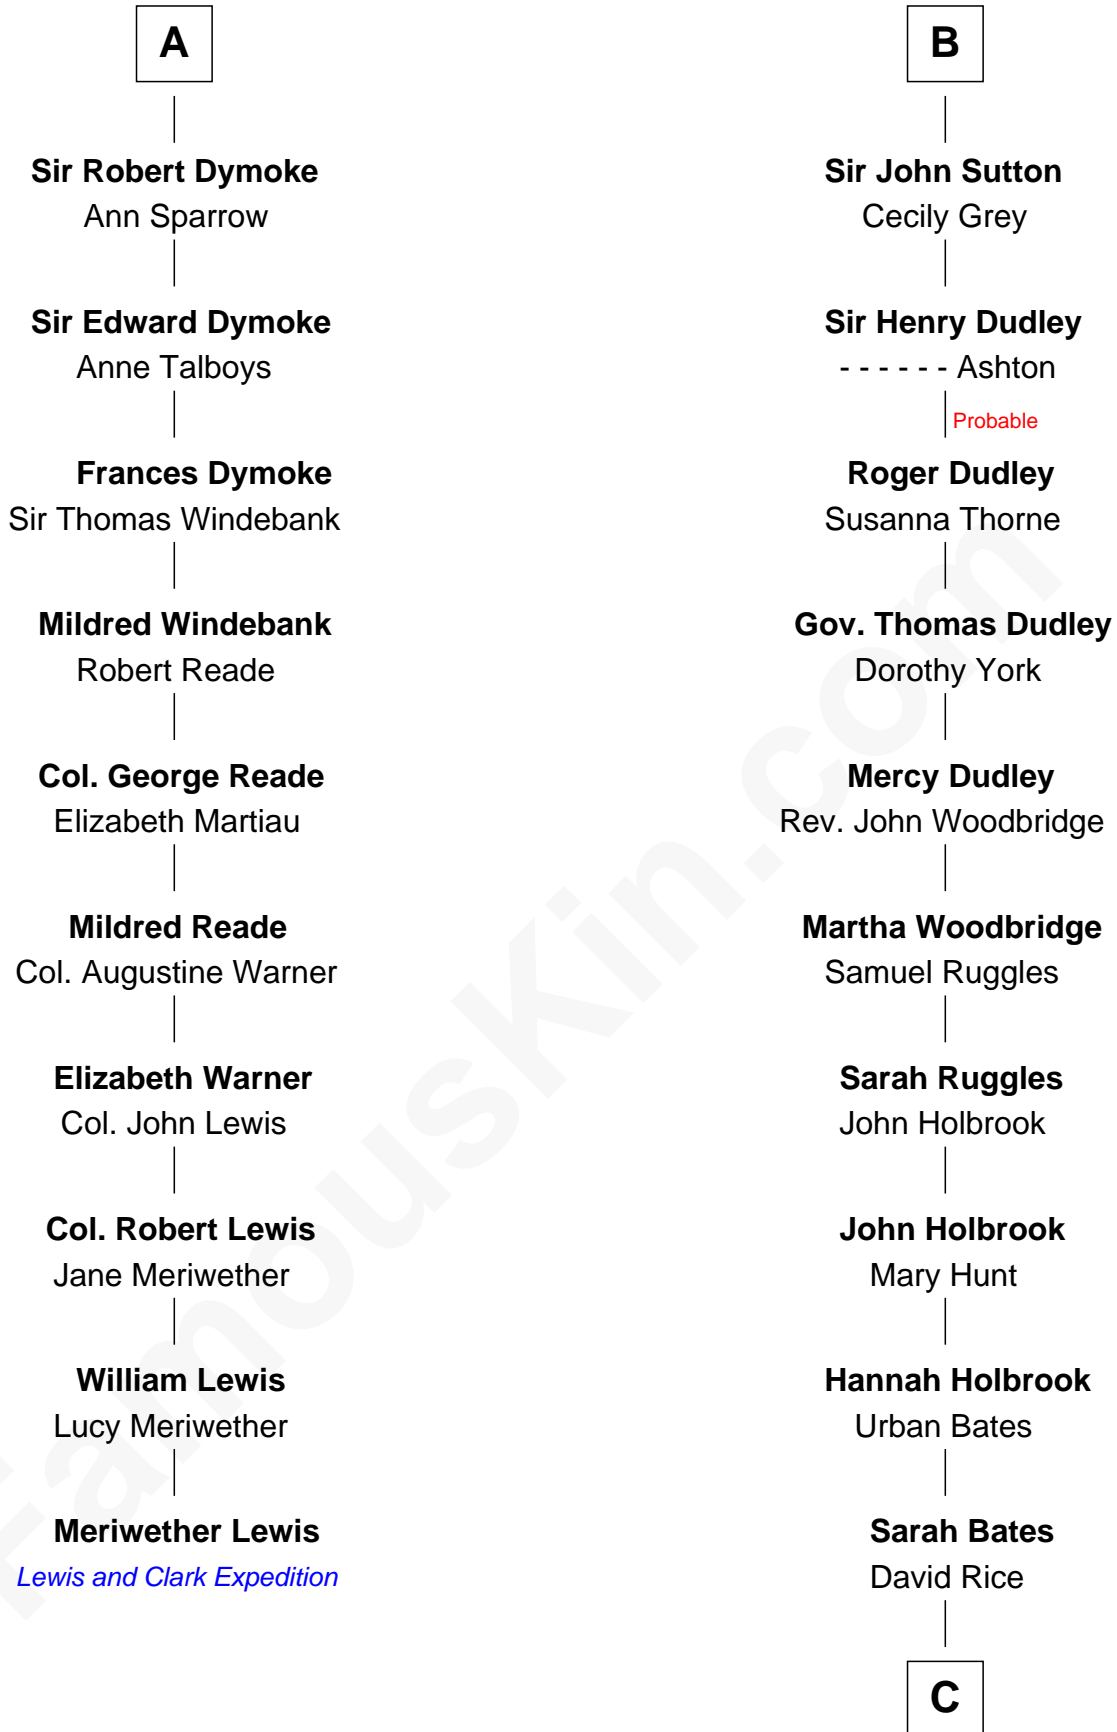 A
Sir Robert Dymoke
Ann Sparrow
Sir Edward Dymoke
Anne Talboys
Frances Dymoke
Sir Thomas Windebank
Mildred Windebank
Robert Reade
Col. George Reade
Elizabeth Martiau
Mildred Reade
Col. Augustine Warner
Elizabeth Warner
Col. John Lewis
Col. Robert Lewis
Jane Meriwether
William Lewis
Lucy Meriwether
Meriwether Lewis
Lewis and Clark Expedition
B
Sir John Sutton
Cecily Grey
Sir Henry Dudley
- - - - - - Ashton
Probable
Roger Dudley
Susanna Thorne
Gov. Thomas Dudley
Dorothy York
Mercy Dudley
Rev. John Woodbridge
Martha Woodbridge
Samuel Ruggles
Sarah Ruggles
John Holbrook
John Holbrook
Mary Hunt
Hannah Holbrook
Urban Bates
Sarah Bates
David Rice
C
FamousKin.com